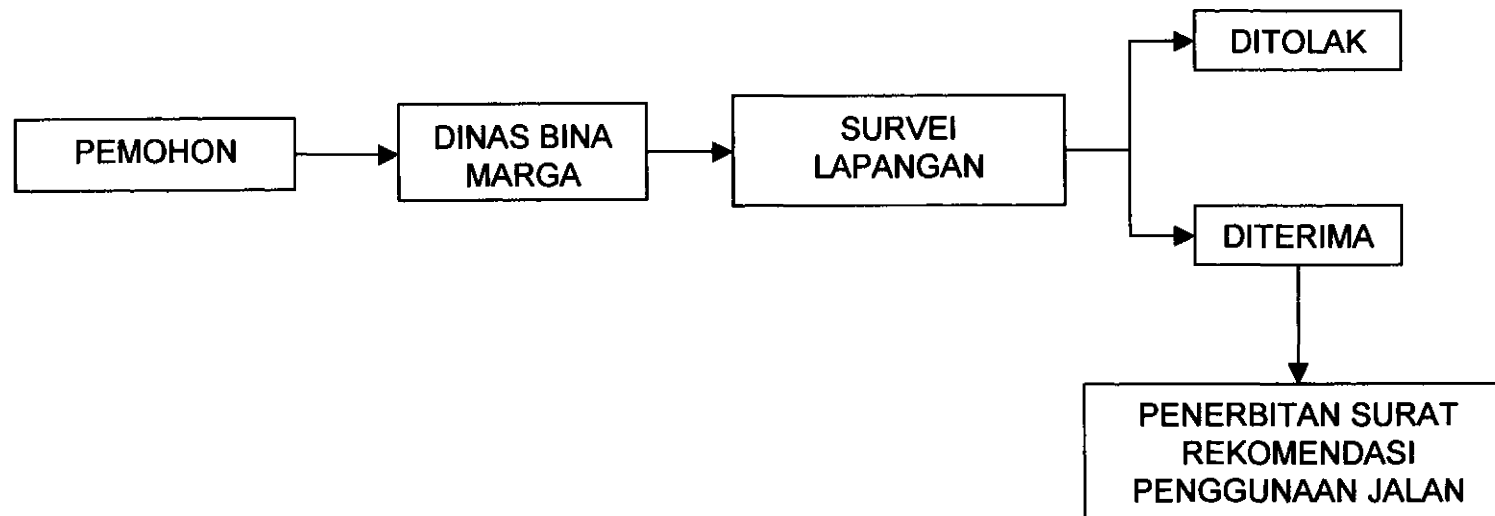 PEMOHON
DINAS BINA
MARGA
SURVEI
LAPANGAN
DITOLAK
DITERIMA
PENERBITAN SURAT
REKOMENDASI
PENGGUNAAN JALAN